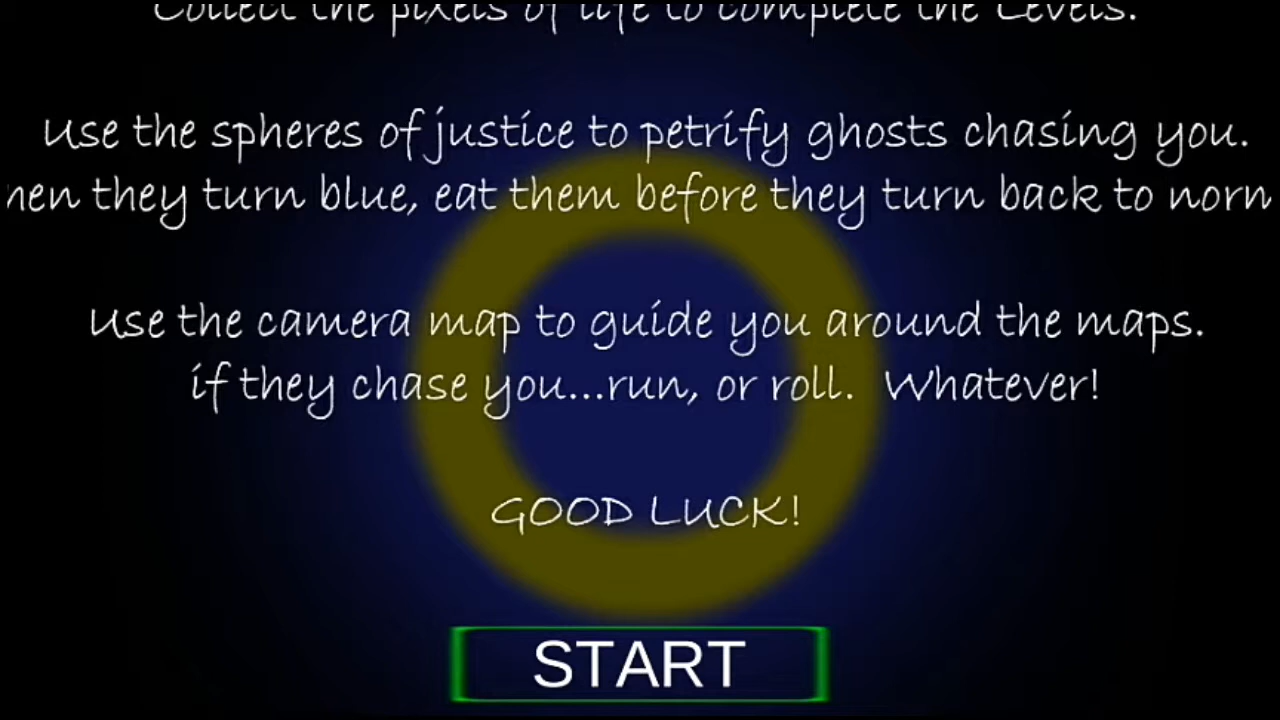 Collect the pixels of life to complete the Levels.
Use the spheres of justice to petrify ghosts chasing you.
they turn blue, eat them before they turn back to
Use the camera map to guide you around the maps.
if they chase you...run, or roll. Whatever!
GOOD LUCK!
START